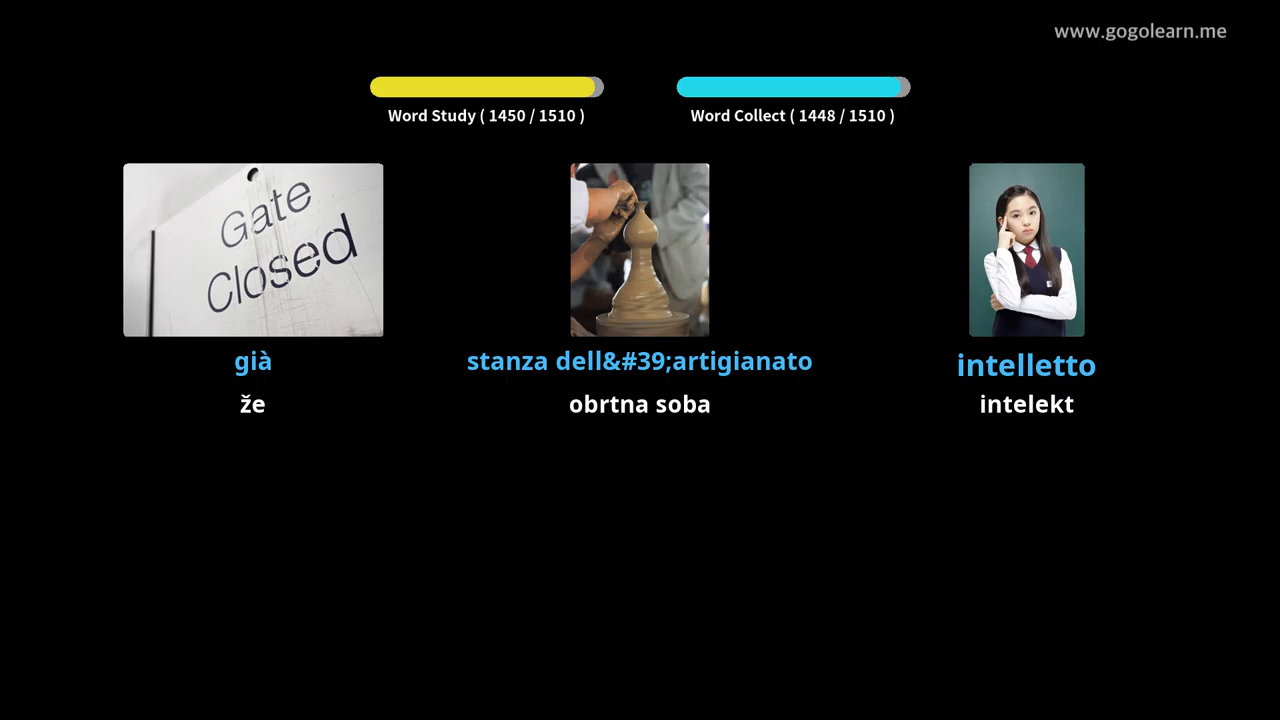 www.gogolearn.me
Word Study ( 1450 / 1510 )
Word Collect ( 1448 / 1510 )
Gate
Closed
già
stanza dell&#39;artigianato
intelletto
že
obrtna soba
intelekt